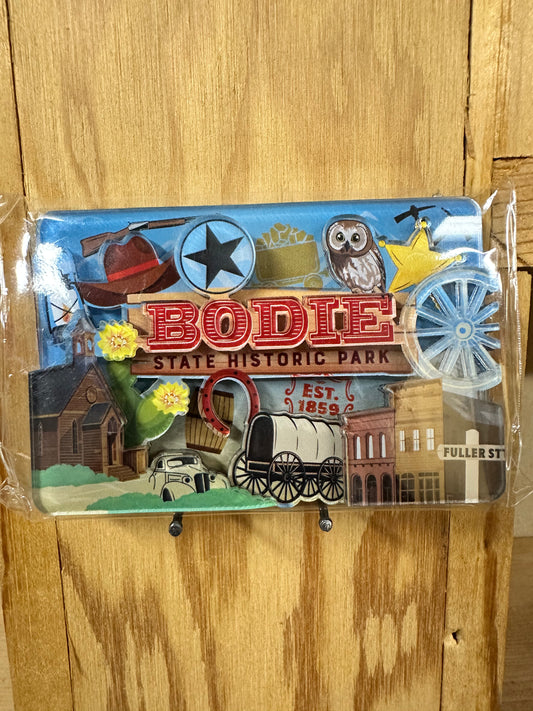 BODIE
STATE HISTORIC PARK
EST.
1859
FULLER ST